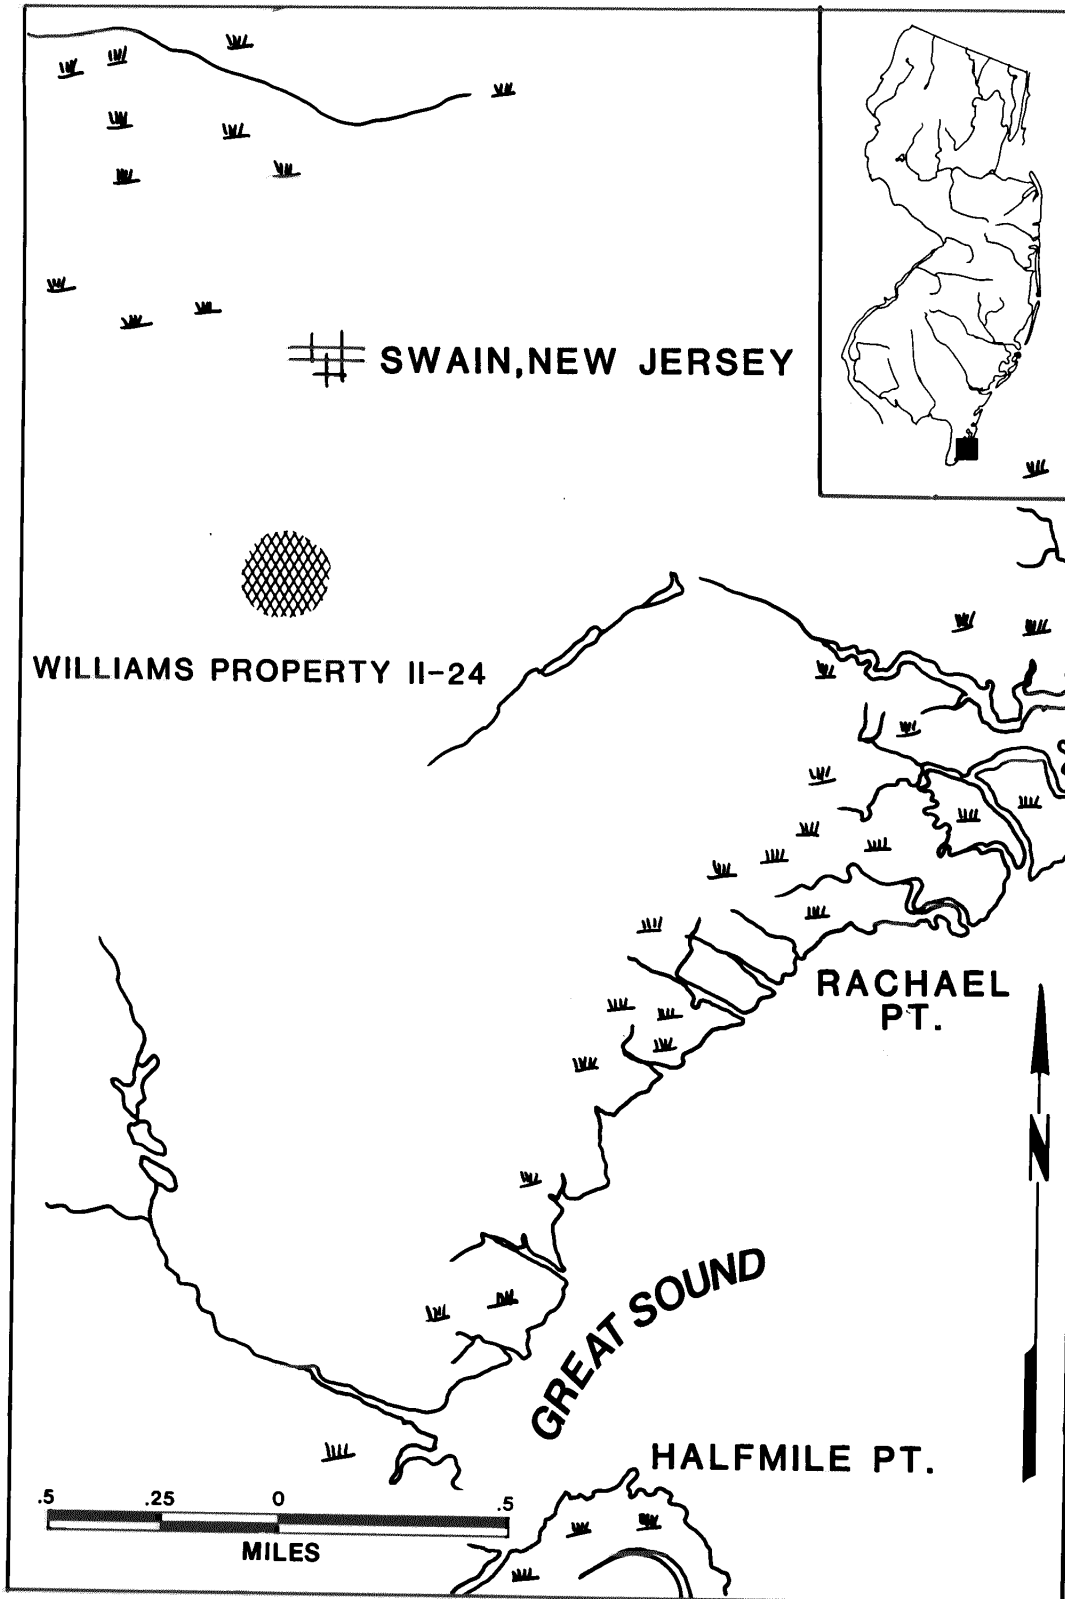 SWAIN, NEW JERSEY
WILLIAMS PROPERTY II-24
RACHAEL
PT.
N
GREAT SOUND
HALFMILE PT.
.5 .25 0 .5
MILES